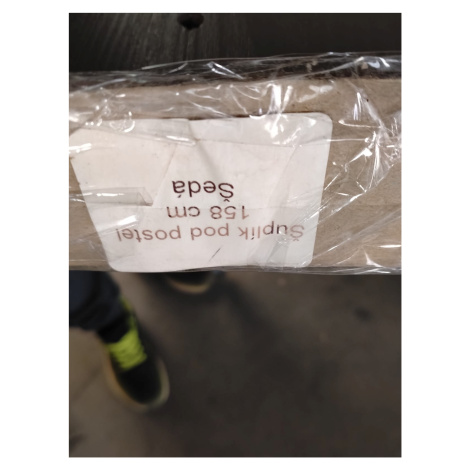 Šuplík pod postel
158 cm
Šedá